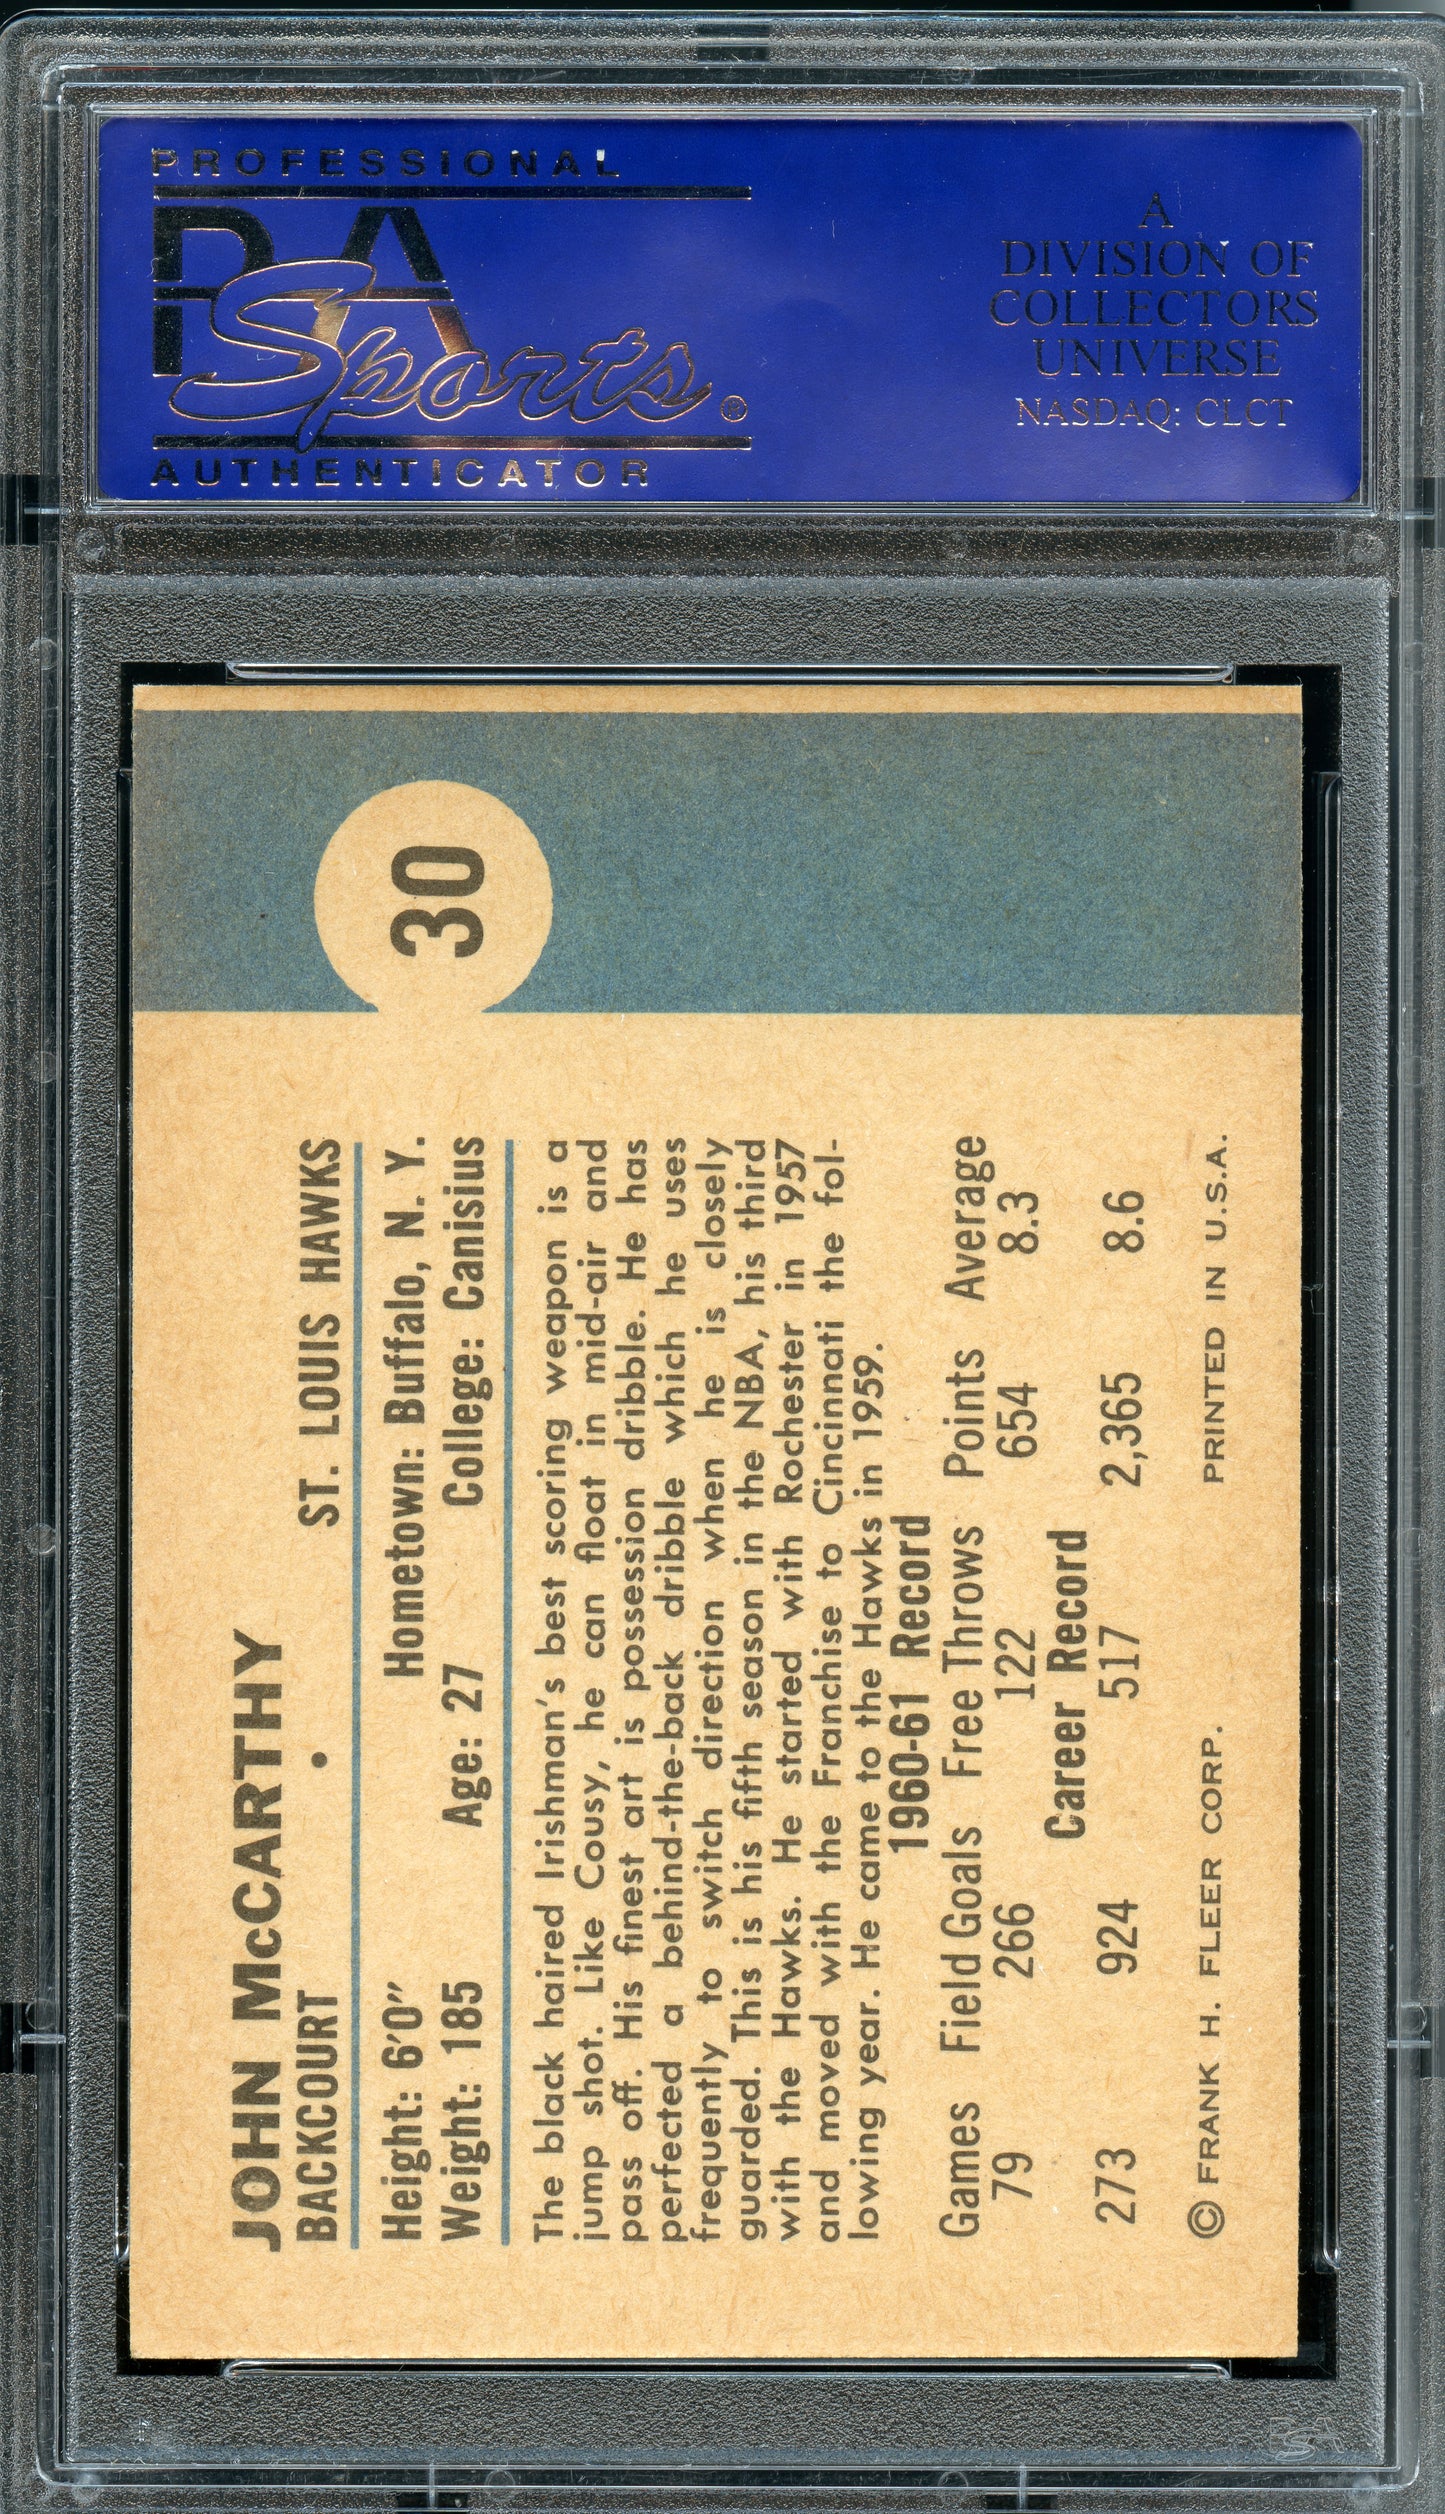 PROFESSIONAL
PSA
Sports®
AUTHENTICATOR
A
DIVISION OF
COLLECTORS
UNIVERSE
NASDAQ: CLCT
30
JOHN McCARTHY
BACKCOURT • ST. LOUIS HAWKS
Height: 6'0" Hometown: Buffalo, N. Y.
Weight: 185 Age: 27 College: Canisius
The black haired Irishman's best scoring weapon is a
jump shot. Like Cousy, he can float in mid-air and
pass off. His finest art is possession dribble. He has
perfected a behind-the-back dribble which he uses
frequently to switch direction when he is closely
guarded. This is his fifth season in the NBA, his third
with the Hawks. He started with Rochester in 1957
and moved with the Franchise to Cincinnati the fol-
lowing year. He came to the Hawks in 1959.
1960-61 Record
Games Field Goals Free Throws Points Average
79 266 122 654 8.3
Career Record
273 924 517 2,365 8.6
© FRANK H. FLEER CORP. PRINTED IN U.S.A.
PSA